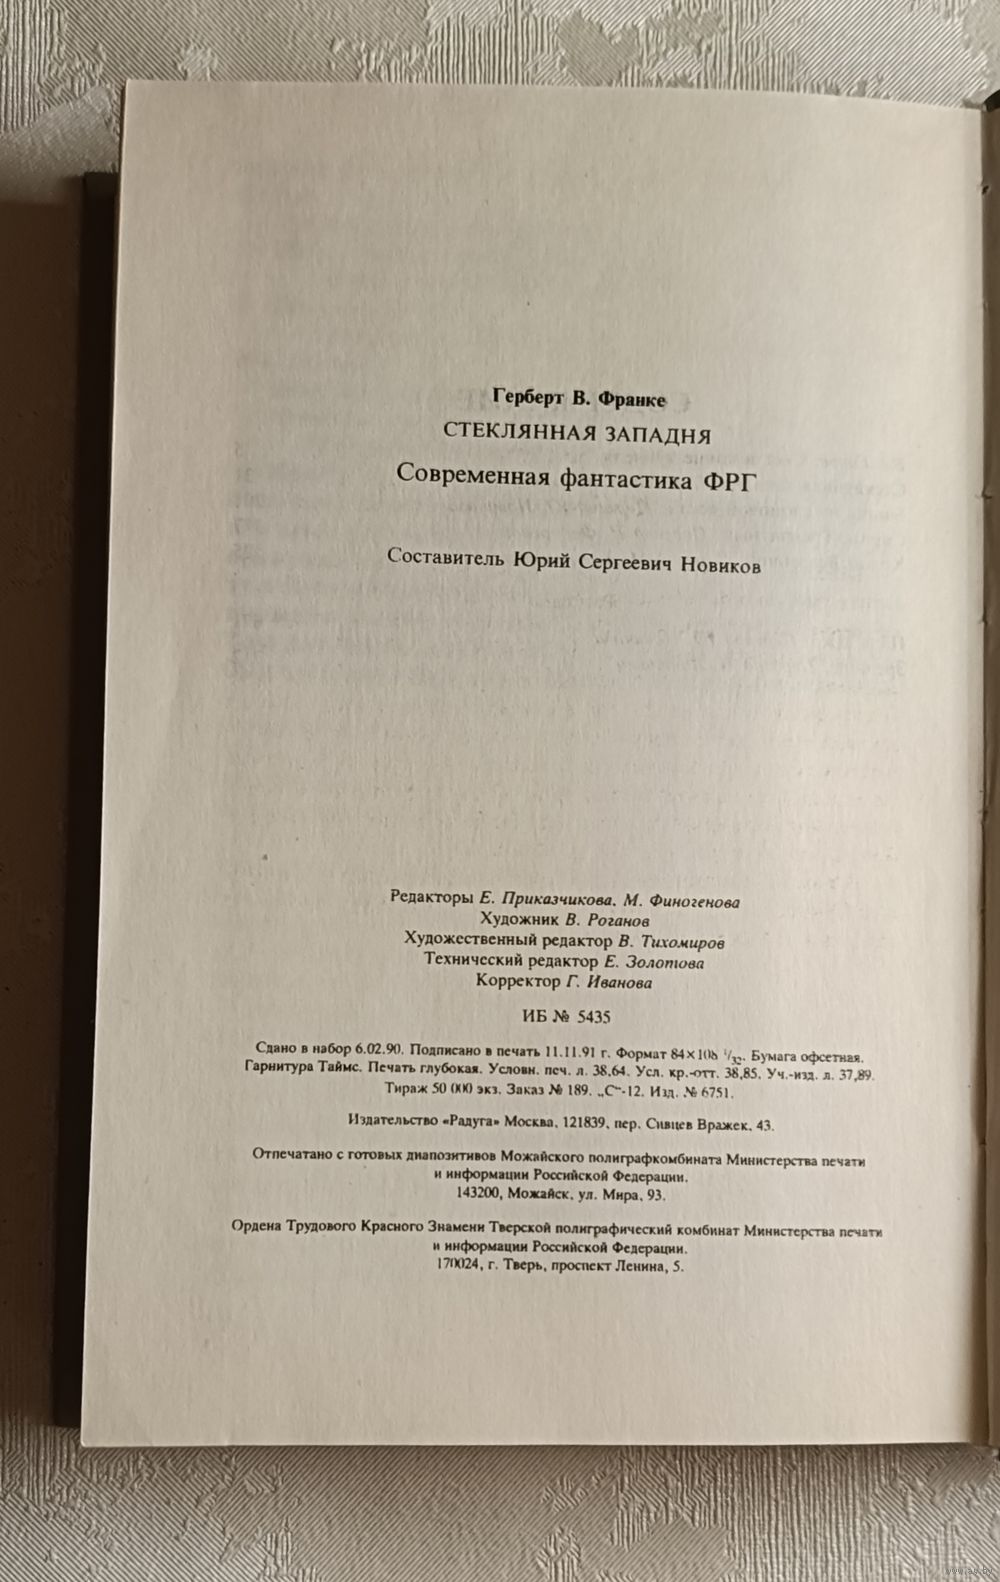 Герберт В. Франке
СТЕКЛЯННАЯ ЗАПАДНЯ
Современная фантастика ФРГ
Составитель Юрий Сергеевич Новиков
Редакторы Е. Приказчикова, М. Финогенова
Художник В. Роганов
Художественный редактор В. Тихомиров
Технический редактор Е. Золотова
Корректор Г. Иванова
ИБ № 5435
Сдано в набор 6.02.90. Подписано в печать 11.11.91 г. Формат 84×108 1/32. Бумага офсетная.
Гарнитура Таймс. Печать глубокая. Условн. печ. л. 38,64. Усл. кр.-отт. 38,85. Уч.-изд. л. 37,89.
Тираж 50 000 экз. Заказ № 189. „С“-12. Изд. № 6751.
Издательство «Радуга» Москва, 121839, пер. Сивцев Вражек, 43.
Отпечатано с готовых диапозитивов Можайского полиграфкомбината Министерства печати
и информации Российской Федерации.
143200, Можайск, ул. Мира, 93.
Ордена Трудового Красного Знамени Тверской полиграфический комбинат Министерства печати
и информации Российской Федерации.
170024, г. Тверь, проспект Ленина, 5.
www.ay.by